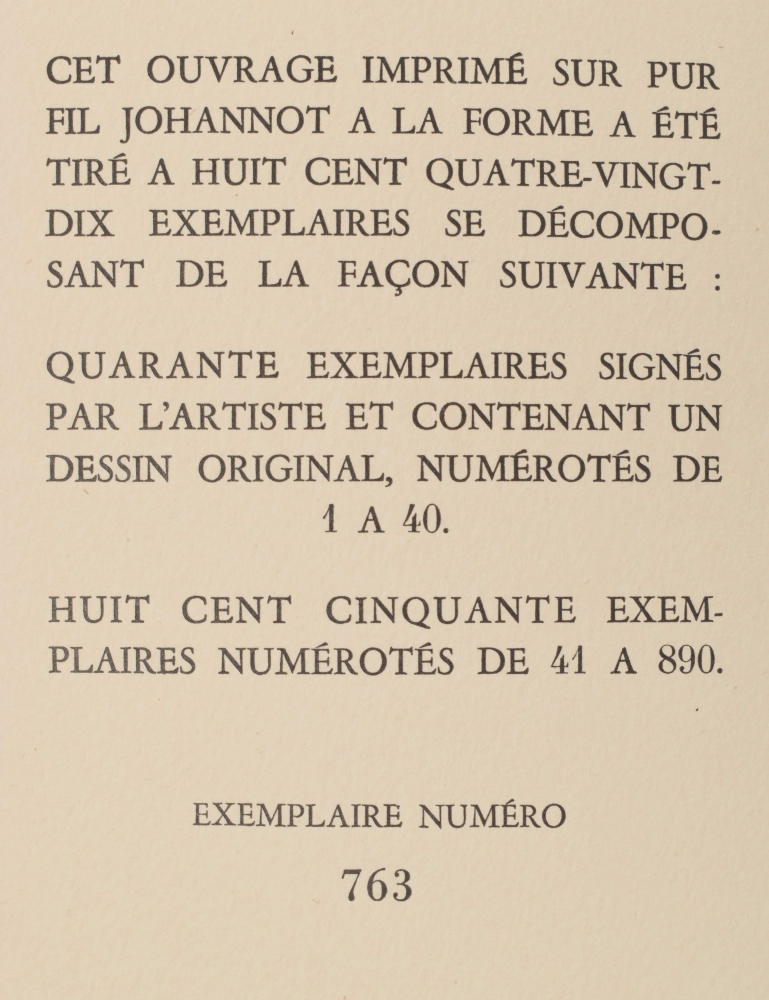 CET OUVRAGE IMPRIMÉ SUR PUR
FIL JOHANNOT A LA FORME A ÉTÉ
TIRÉ A HUIT CENT QUATRE-VINGT-
DIX EXEMPLAIRES SE DÉCOMPO-
SANT DE LA FAÇON SUIVANTE :
QUARANTE EXEMPLAIRES SIGNÉS
PAR L'ARTISTE ET CONTENANT UN
DESSIN ORIGINAL, NUMÉROTÉS DE
1 A 40.
HUIT CENT CINQUANTE EXEM-
PLAIRES NUMÉROTÉS DE 41 A 890.
EXEMPLAIRE NUMÉRO
763